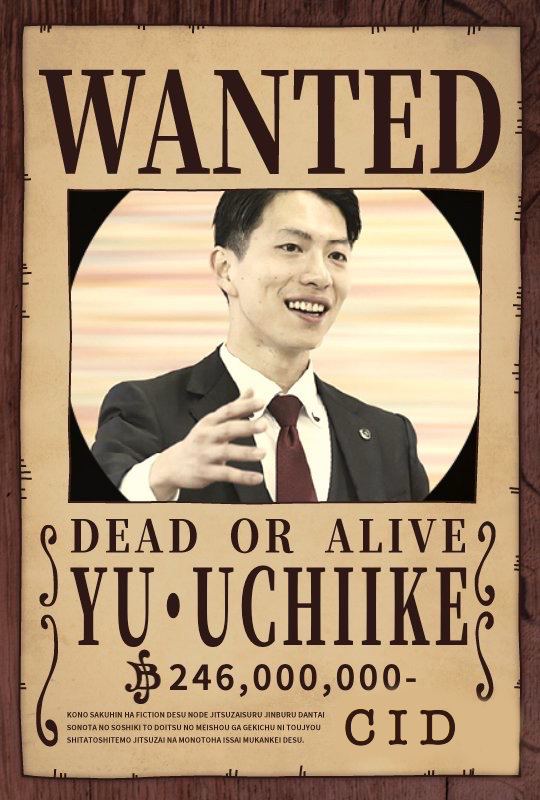 WANTED
DEAD OR ALIVE
YU•UCHIIKE
฿246,000,000-
KONO SAKUHIN HA FICTION DESU NODE JITSUZAISURU JINBURU DANTAI
SONOTA NO SOSHIKI TO DOITSU NO MEISHOU GA GEKICHU NI TOUJYOU
SHITATOSHITEMO JITSUZAI NA MONOTOHA ISSAI MUKANKEI DESU.
CID